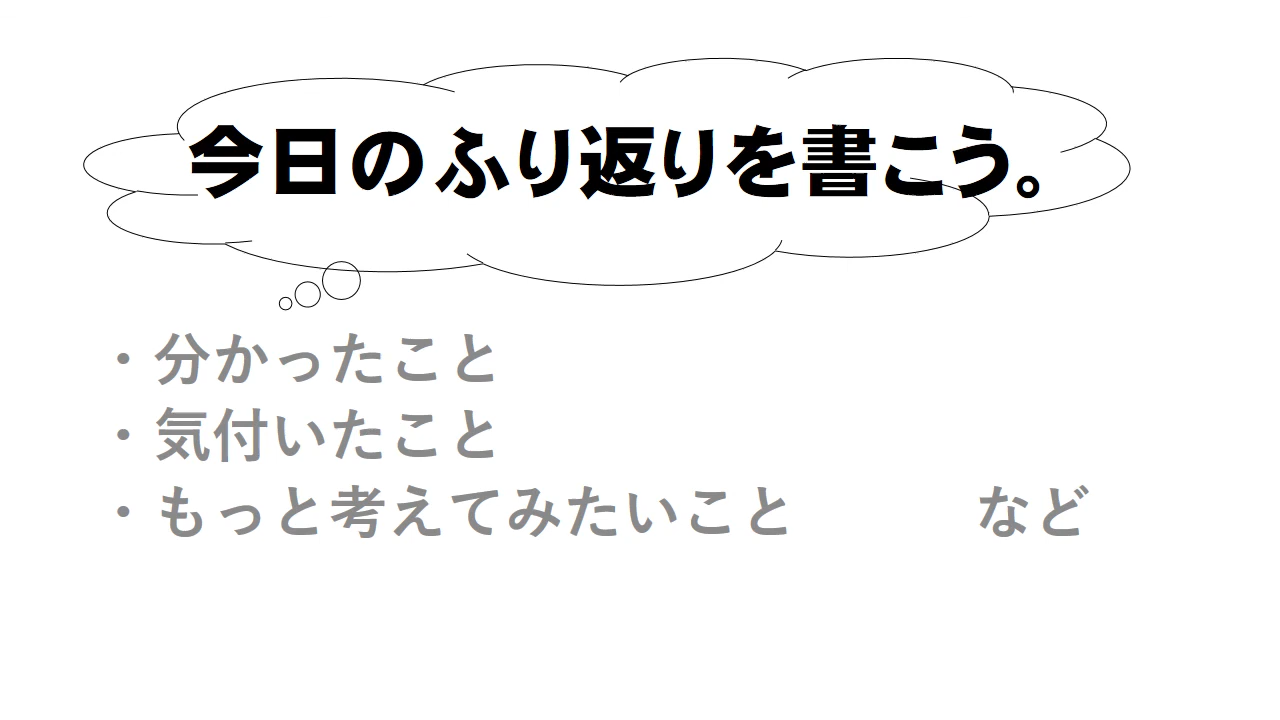 今日のふり返りを書こう。
・分かったこと
・気付いたこと
・もっと考えてみたいこと　　　など